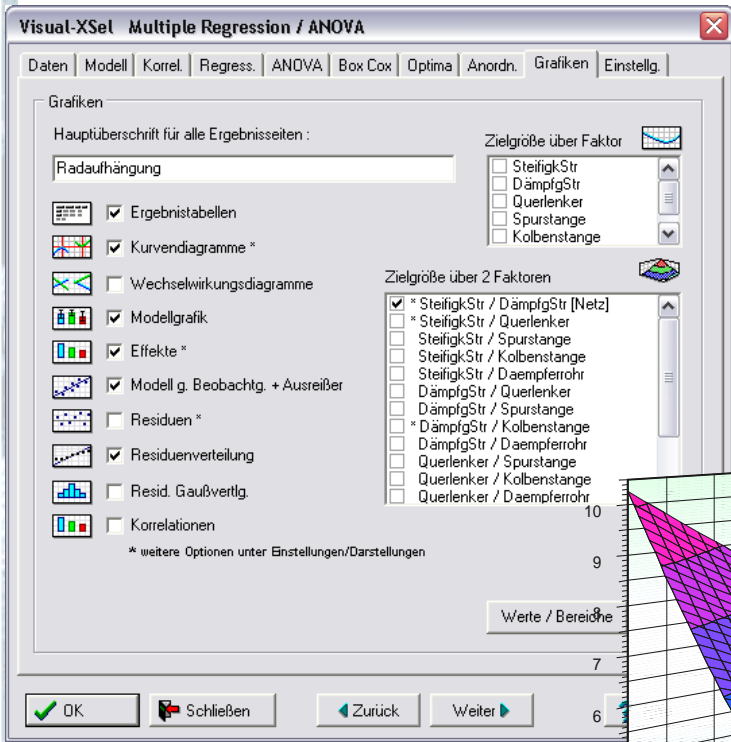 Visual-XSel Multiple Regression / ANOVA
Daten Modell Korrel. Regress. ANOVA Box Cox Optima Anordn. Grafiken Einstellg.
Grafiken
Hauptüberschrift für alle Ergebnisseiten :
Radaufhängung
Ergebnistabellen
Kurvendiagramme *
Wechselwirkungsdiagramme
Modellgrafik
Effekte *
Modell g. Beobachtg. + Ausreißer
Residuen *
Residuenverteilung
Resid. Gaußvertlg.
Korrelationen
* weitere Optionen unter Einstellungen/Darstellungen
Zielgröße über Faktor
SteifigkStr
DämpfgStr
Querlenker
Spurstange
Kolbenstange
Zielgröße über 2 Faktoren
* SteifigkStr / DämpfgStr [Netz]
* SteifigkStr / Querlenker
SteifigkStr / Spurstange
SteifigkStr / Kolbenstange
SteifigkStr / Daempferrohr
DämpfgStr / Querlenker
DämpfgStr / Spurstange
* DämpfgStr / Kolbenstange
DämpfgStr / Daempferrohr
Querlenker / Spurstange
Querlenker / Kolbenstange
Querlenker / Daempferrohr
10
9
8
7
6
Werte / Bereiche
OK Schließen Zurück Weiter